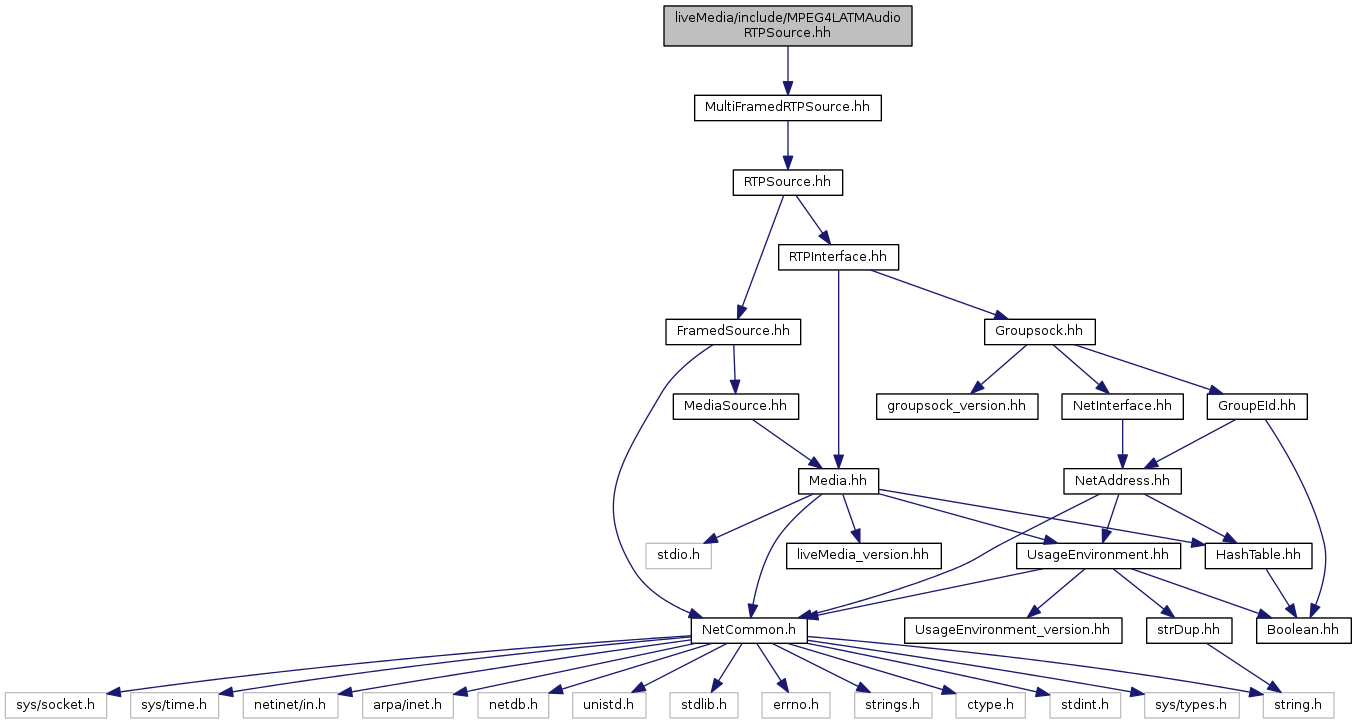 liveMedia/include/MPEG4LATMAudio
RTPSource.hh
MultiFramedRTPSource.hh
RTPSource.hh
RTPInterface.hh
FramedSource.hh
Groupsock.hh
MediaSource.hh
groupsock_version.hh
NetInterface.hh
GroupEId.hh
Media.hh
NetAddress.hh
stdio.h
liveMedia_version.hh
UsageEnvironment.hh
HashTable.hh
NetCommon.h
UsageEnvironment_version.hh
strDup.hh
Boolean.hh
sys/socket.h
sys/time.h
netinet/in.h
arpa/inet.h
netdb.h
unistd.h
stdlib.h
errno.h
strings.h
ctype.h
stdint.h
sys/types.h
string.h